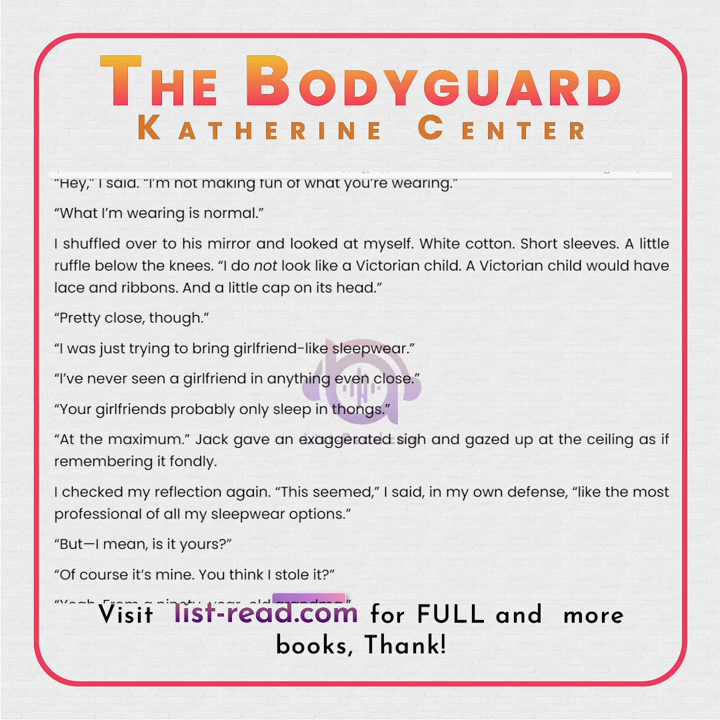 THE BODYGUARD
KATHERINE CENTER
“Hey,” I said. “I’m not making fun of what you’re wearing.”
“What I’m wearing is normal.”
I shuffled over to his mirror and looked at myself. White cotton. Short sleeves. A little
ruffle below the knees. “I do not look like a Victorian child. A Victorian child would have
lace and ribbons. And a little cap on its head.”
“Pretty close, though.”
“I was just trying to bring girlfriend-like sleepwear.”
“I’ve never seen a girlfriend in anything even close.”
“Your girlfriends probably only sleep in thongs.”
“At the maximum.” Jack gave an exaggerated sigh and gazed up at the ceiling as if
remembering it fondly.
I checked my reflection again. “This seemed,” I said, in my own defense, “like the most
professional of all my sleepwear options.”
“But—I mean, is it yours?”
“Of course it’s mine. You think I stole it?”
“Yeah. From a ninety-year-old grandma.”
Visit list-read.com for FULL and more
books, Thank!